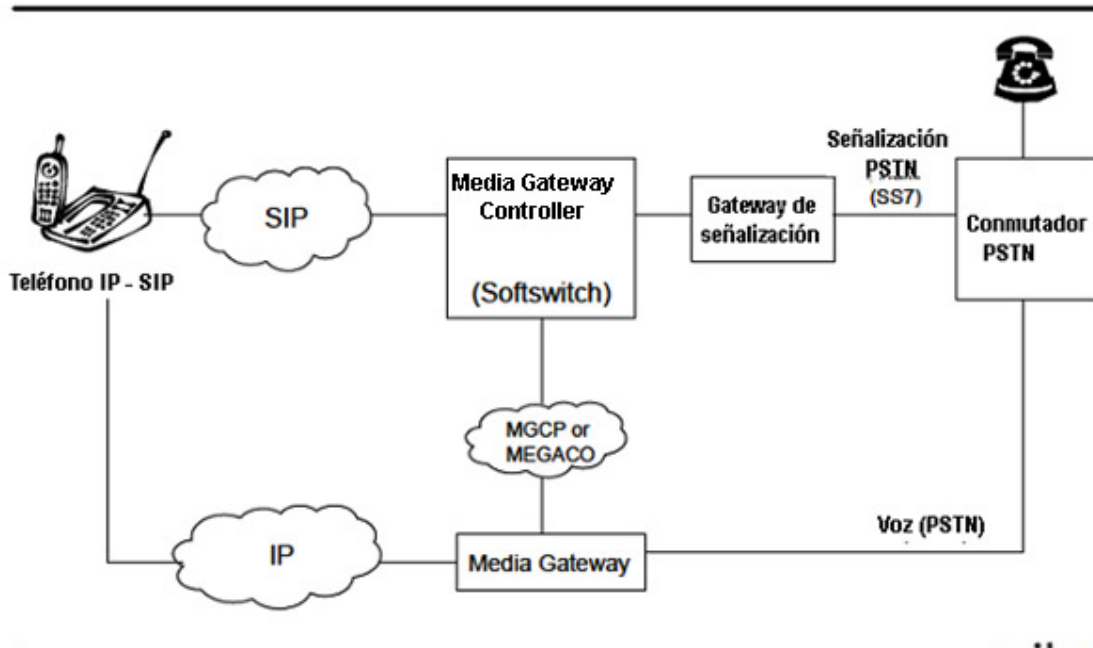 Señalización
PSTN
(SS7)
Media Gateway
Controller
(Softswitch)
SIP
Gateway de
señalización
Conmutador
PSTN
Teléfono IP - SIP
MGCP or
MEGACO
Voz (PSTN)
IP
Media Gateway